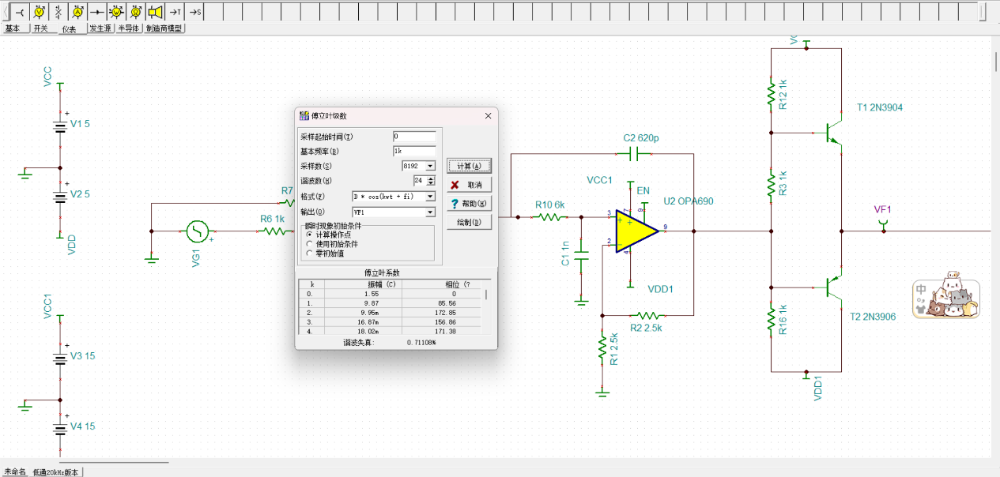 →T →S
基本 开关 仪表 发生源 半导体 制造商模型
VCC
V1 5
V2 5
VDD
VCC1
V3 15
V4 15
VG1
R7
R6 1k
傅立叶级数
采样起始时间(T) 0
基本频率(B) 1k
采样数(S) 8192
谐波数(H) 24
格式(F) D * cos(kwt + fi)
输出(O) VF1
瞬时现象初始条件
计算操作点
使用初始条件
零初始值
计算(A)
取消
帮助(H)
绘制(D)
傅立叶系数
k 振幅 (C) 相位 (?
0. 1.55 0
1. 9.87 85.56
2. 9.95m 172.85
3. 16.87m 156.86
4. 18.02m 171.38
谐波失真: 0.71108%
C2 620p
VCC1
EN
U2 OPA690
R10 6k
3
2
7
9
4
9
C1 1n
VDD1
R2 2.5k
R1 2.5k
R12 1k
T1 2N3904
R3 1k
VF1
R16 1k
T2 2N3906
VDD1
中
未命名 低通20kHz版本